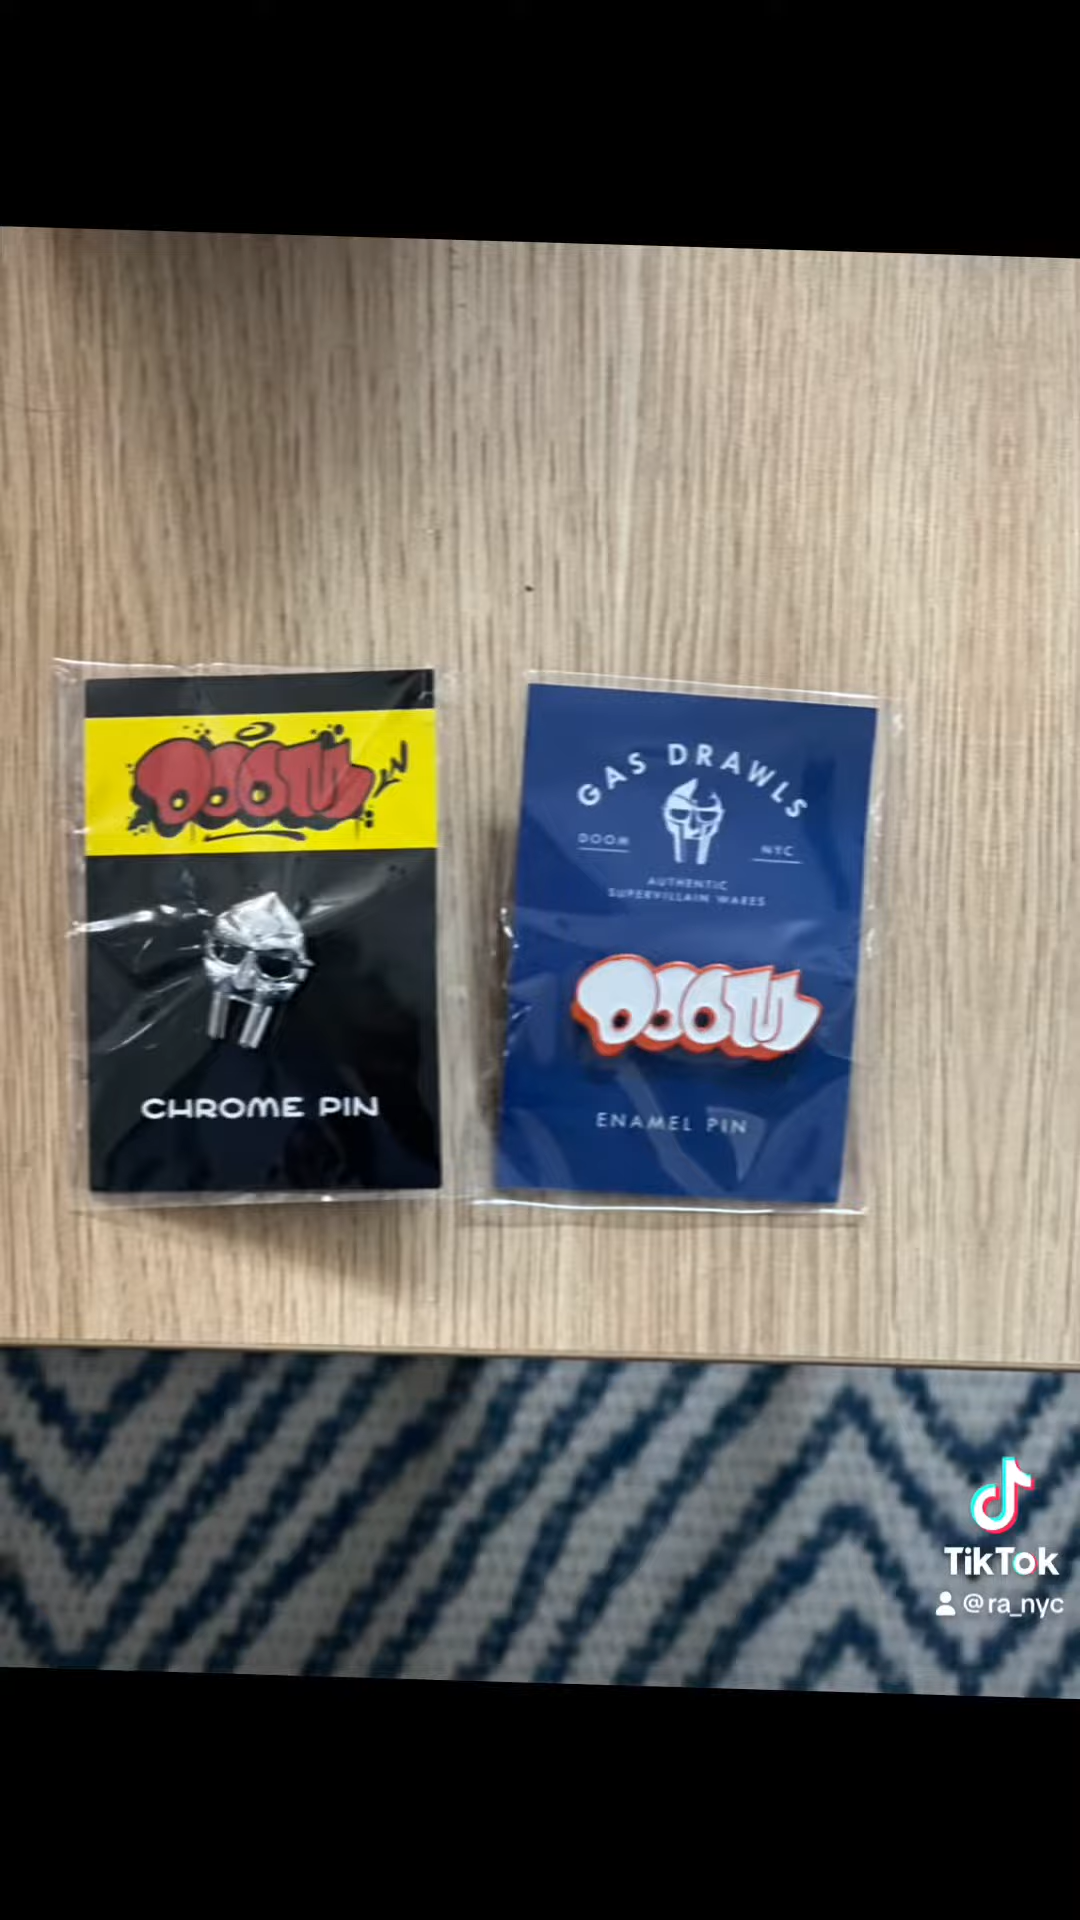 DOOM
CHROME PIN
GAS DRAWLS
DOOM
NYC
AUTHENTIC
SUPERVILLAIN WARES
DOOM
ENAMEL PIN
TikTok
@ra_nyc